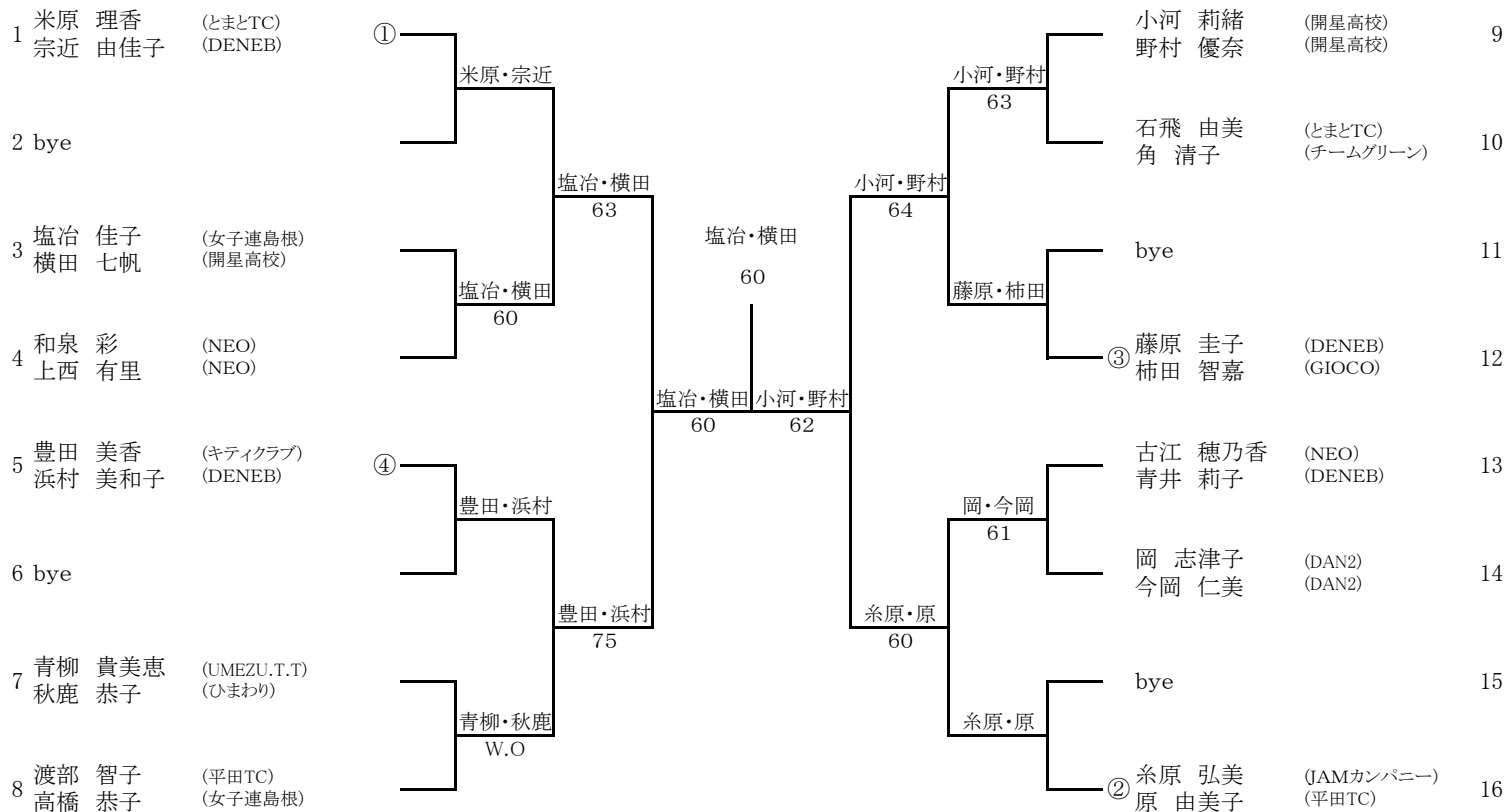 1 米原 理香 (とまとTC) ①
宗近 由佳子 (DENEB)
米原・宗近
2 bye
塩冶・横田
63
3 塩冶 佳子 (女子連島根)
横田 七帆 (開星高校)
塩冶・横田
60
4 和泉 彩 (NEO)
上西 有里 (NEO)
塩冶・横田
60
5 豊田 美香 (キティクラブ) ④
浜村 美和子 (DENEB)
豊田・浜村
6 bye
豊田・浜村
75
7 青柳 貴美恵 (UMEZU.T.T)
秋鹿 恭子 (ひまわり)
青柳・秋鹿
W.O
8 渡部 智子 (平田TC)
高橋 恭子 (女子連島根)
塩冶・横田
60
小河 莉緒 (開星高校) 9
野村 優奈 (開星高校)
小河・野村
63
石飛 由美 (とまとTC) 10
角 清子 (チームグリーン)
小河・野村
64
bye 11
藤原・柿田
③ 藤原 圭子 (DENEB) 12
柿田 智嘉 (GIOCO)
小河・野村
62
古江 穂乃香 (NEO) 13
青井 莉子 (DENEB)
岡・今岡
61
岡 志津子 (DAN2) 14
今岡 仁美 (DAN2)
糸原・原
60
bye 15
糸原・原
② 糸原 弘美 (JAMカンパニー) 16
原 由美子 (平田TC)